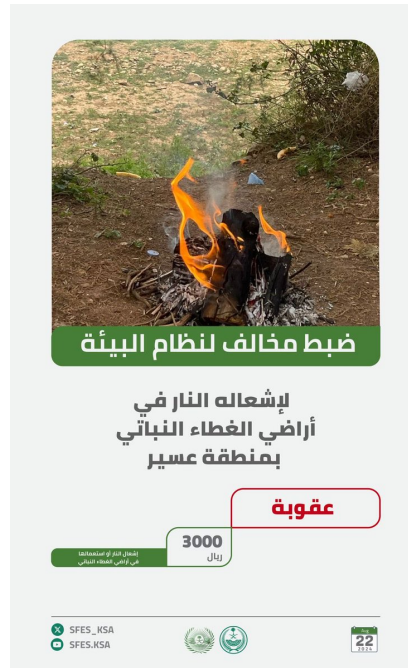 ضبط مخالف لنظام البيئة
لإشعاله النار في
أراضي الغطاء النباتي
بمنطقة عسير
عقوبة
3000
ريال
إشعال النار أو استعمالها
في أراضي الغطاء النباتي
SFES_KSA
SFES.KSA
22
2024